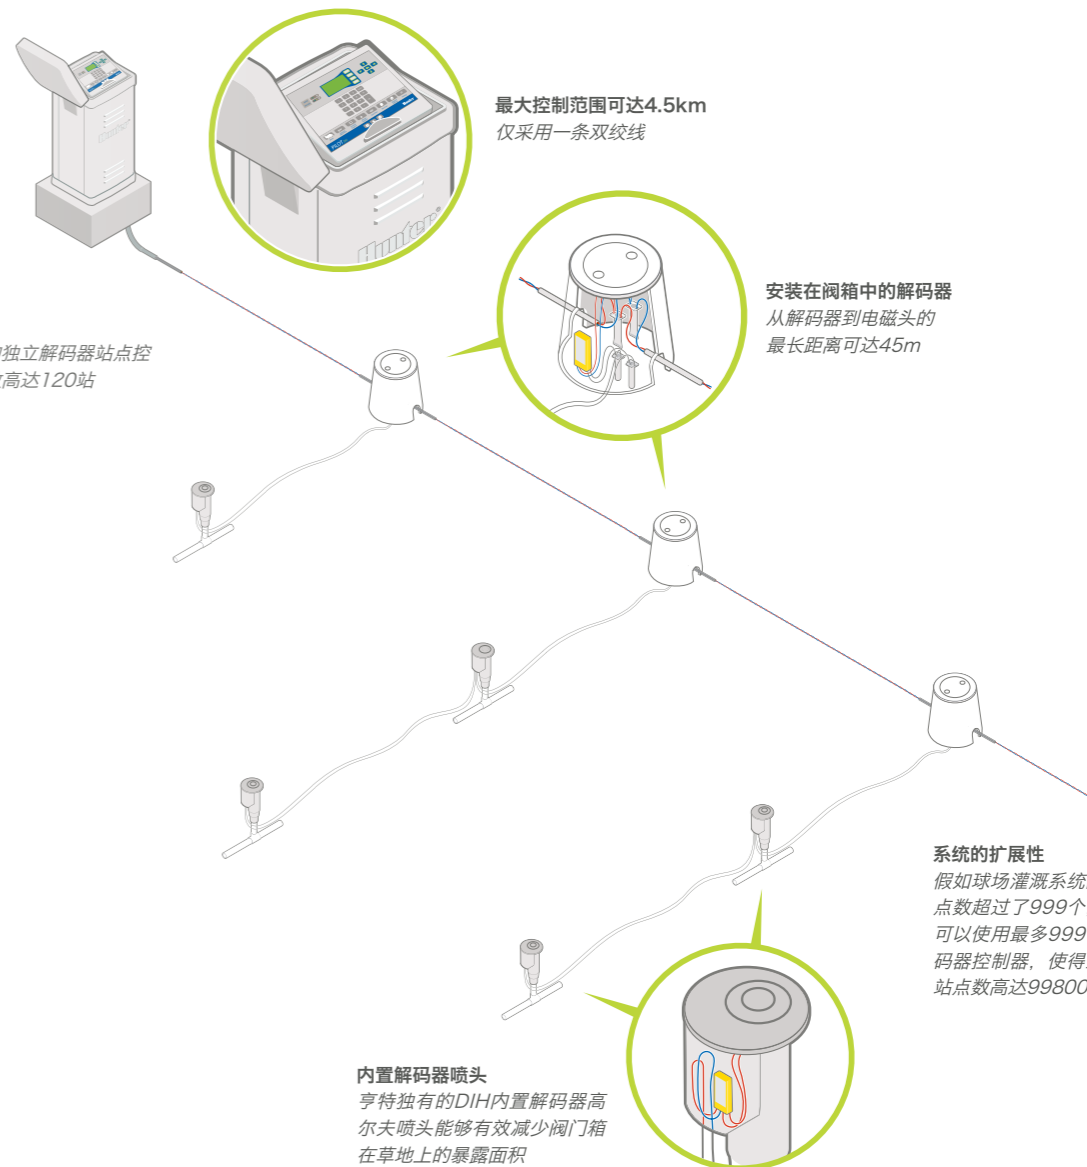 最大控制范围可达4.5km
仅采用一条双绞线
Hunter
安装在阀箱中的解码器
从解码器到电磁头的
最长距离可达45m
独立解码器站点控
高达120站
系统的扩展性
假如球场灌溉系统
点数超过了999个
可以使用最多999
码器控制器，使得
站点数高达99800
内置解码器喷头
亨特独有的DIH内置解码器高
尔夫喷头能够有效减少阀门箱
在草地上的暴露面积